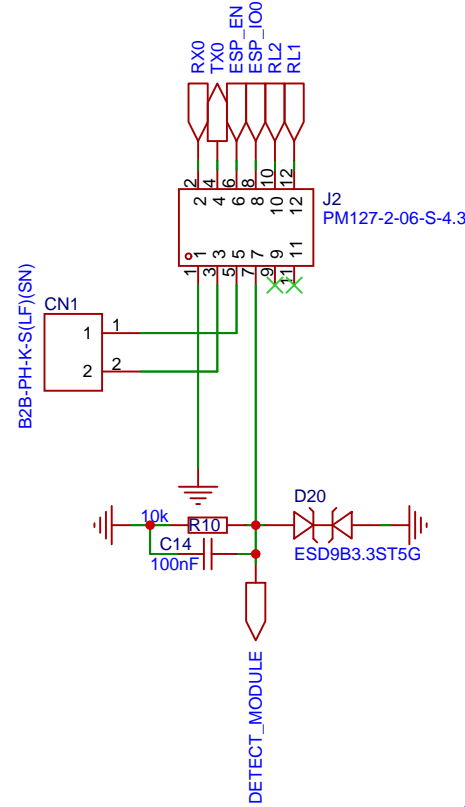 RX0
TX0
ESP_EN
ESP_IO0
RL2
RL1
2
4
6
8
10
12
2
4
6
8
10
12
J2
PM127-2-06-S-4.3
1
3
5
7
9
11
1
3
5
7
9
11
CN1
1
1
2
2
B2B-PH-K-S(LF)(SN)
10k
R10
C14
100nF
D20
ESD9B3.3ST5G
DETECT_MODULE